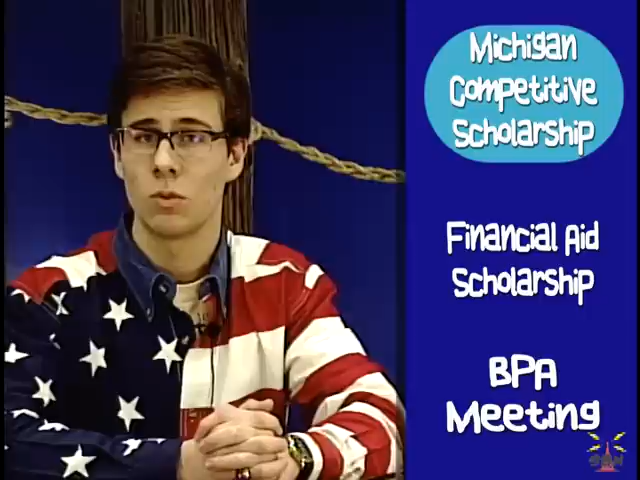 Michigan
Competitive
Scholarship
Financial Aid
Scholarship
BPA
Meeting